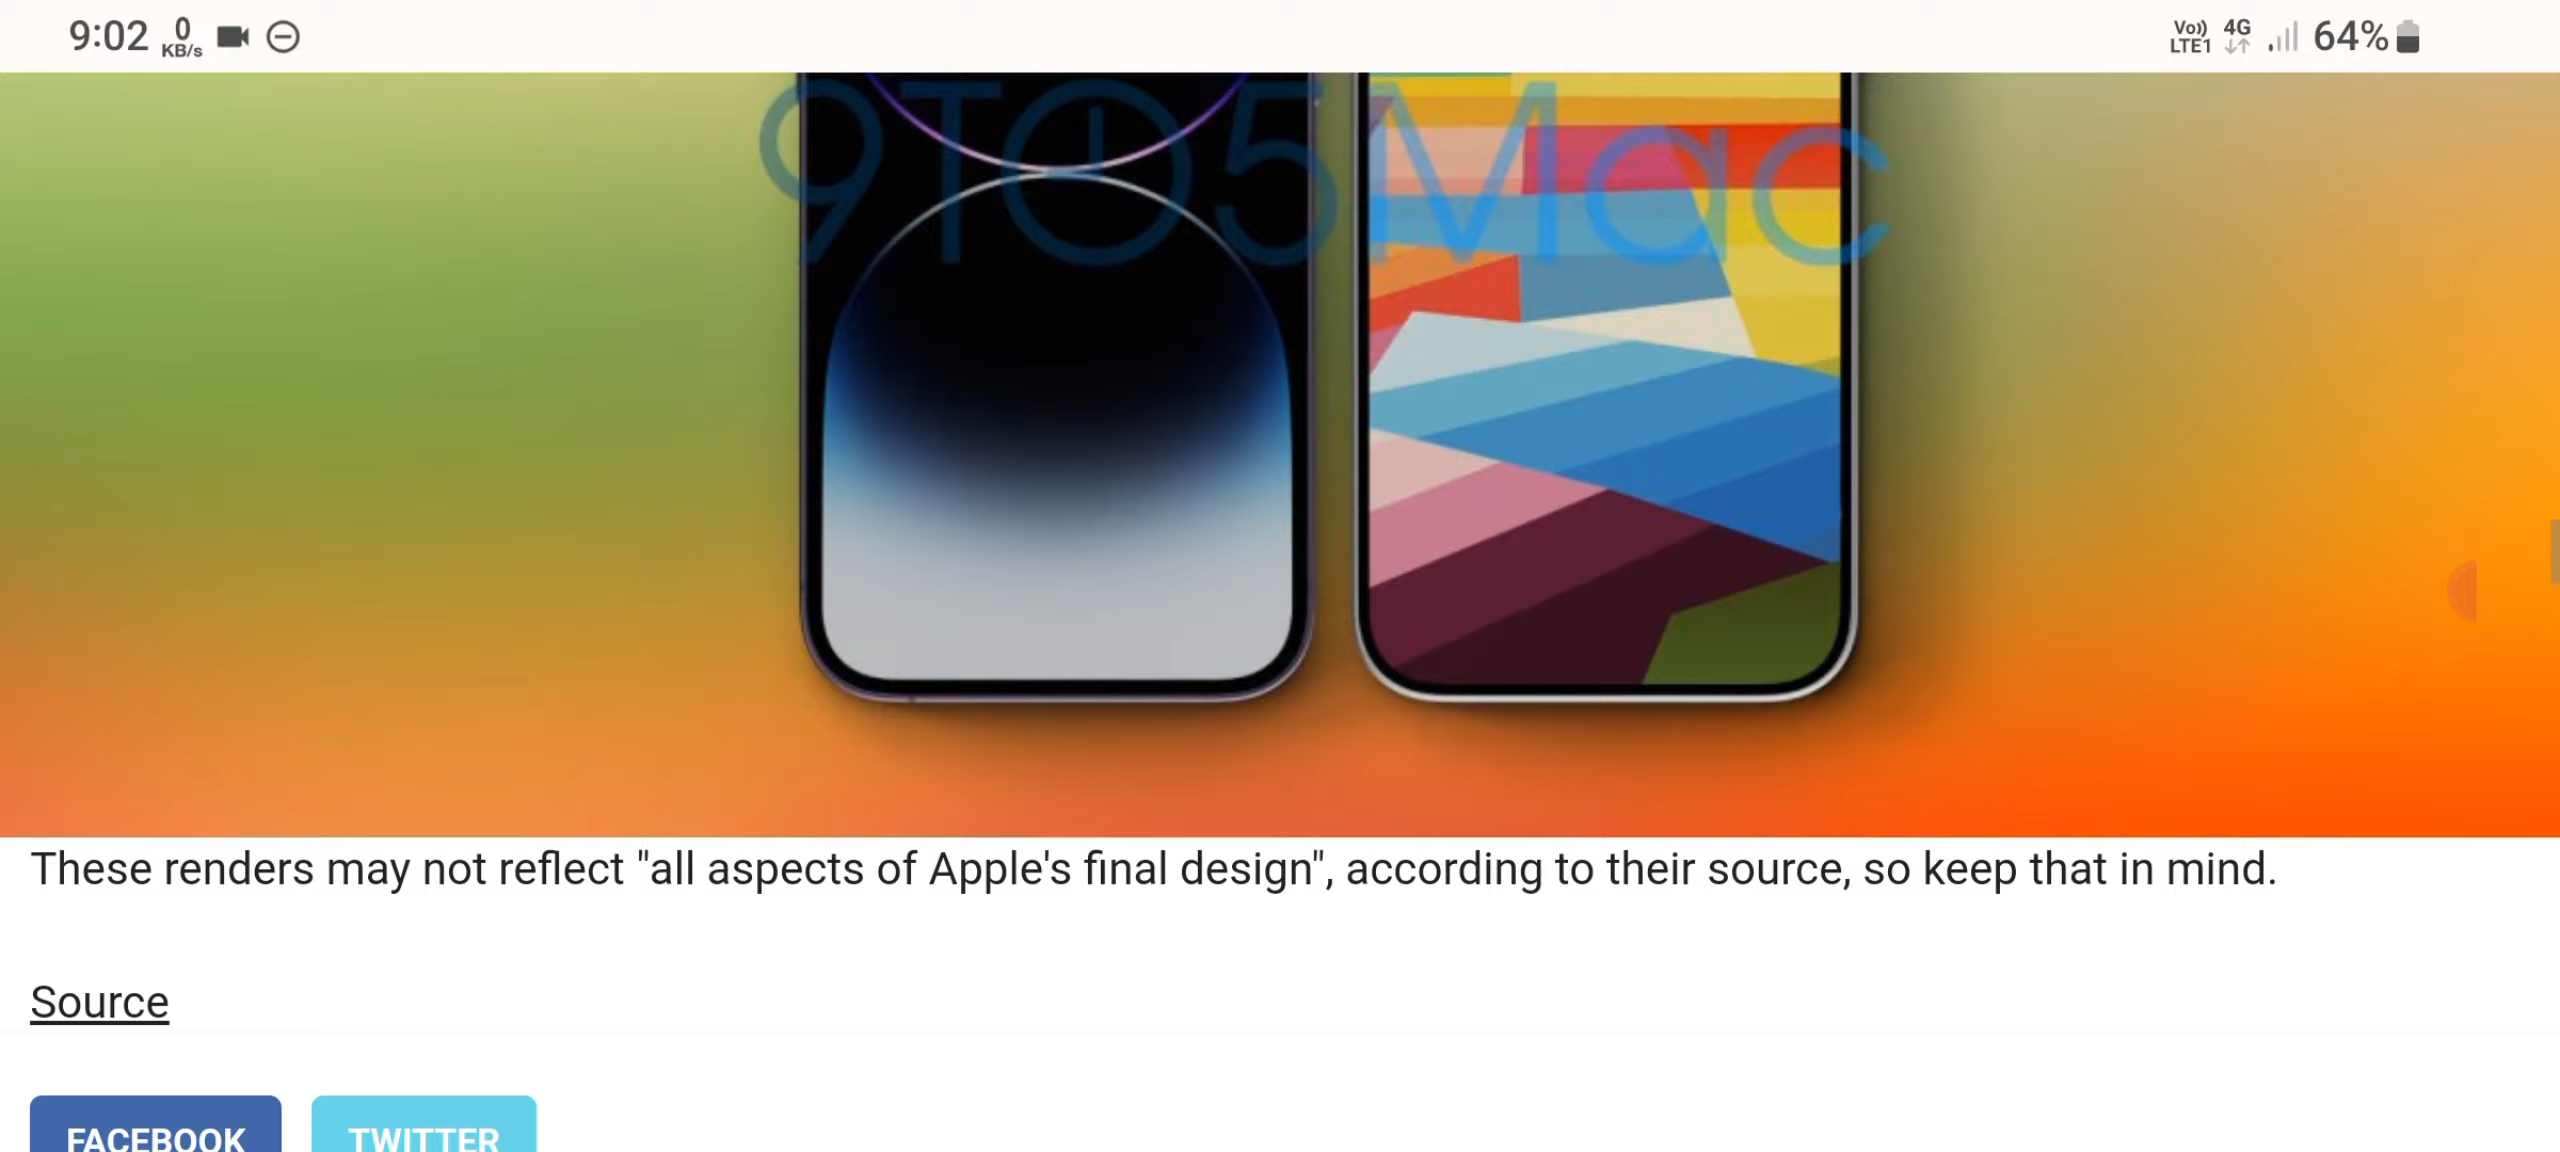 9:02 0 KB/s Vo)) LTE1 4G 64%
9TO5Mac
These renders may not reflect "all aspects of Apple's final design", according to their source, so keep that in mind.
Source
FACEBOOK TWITTER